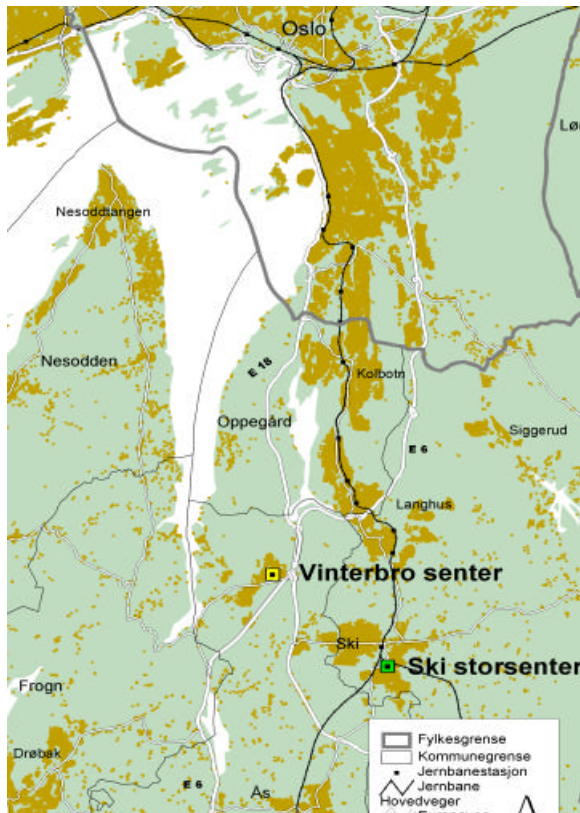 Oslo
Nesoddtangen
Nesodden
E 18
Kolbotn
Oppegård
Siggerud
E 6
Langhus
Vinterbro senter
Ski
Ski storsenter
Frogn
Drøbak
E 6
Ås
Fylkesgrense
Kommunegrense
Jernbanestasjon
Jernbane
Hovedveger